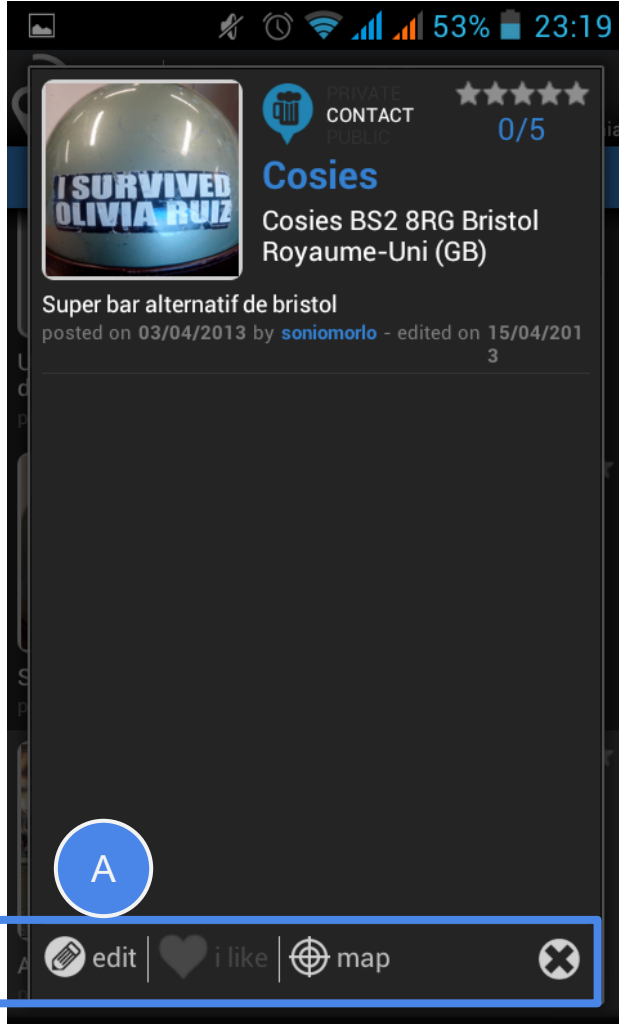 53% 23:19
PRIVATE
CONTACT
PUBLIC
0/5
I SURVIVED
OLIVIA RUIZ
Cosies
Cosies BS2 8RG Bristol
Royaume-Uni (GB)
Super bar alternatif de bristol
posted on 03/04/2013 by soniomorlo - edited on 15/04/201
3
A
edit i like map